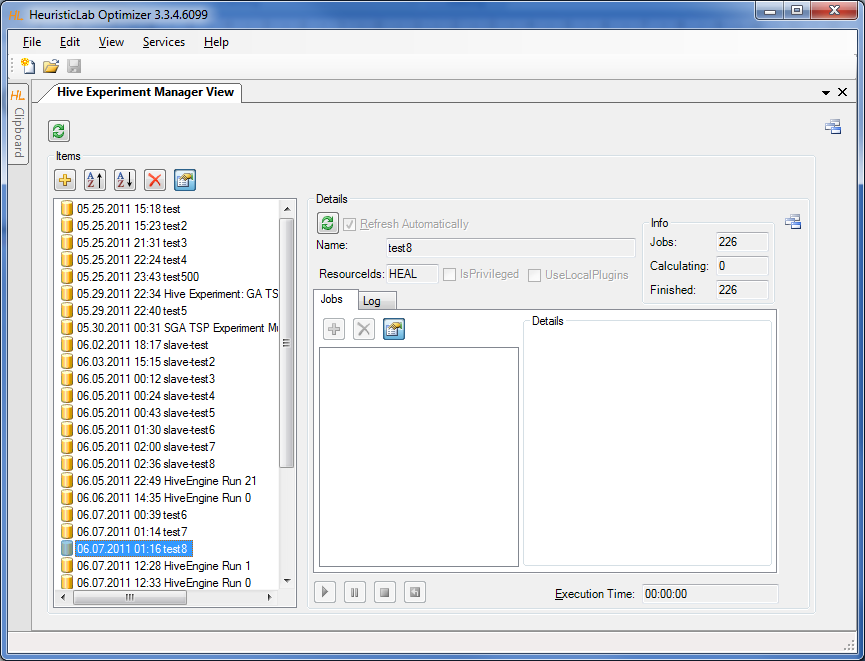 HeuristicLab Optimizer 3.3.4.6099
File Edit View Services Help
HL Clipboard
Hive Experiment Manager View
Items
05.25.2011 15:18 test
05.25.2011 15:23 test2
05.25.2011 21:31 test3
05.25.2011 22:24 test4
05.25.2011 23:43 test500
05.29.2011 22:34 Hive Experiment: GA TS
05.29.2011 22:40 test5
05.30.2011 00:31 SGA TSP Experiment Mu
06.02.2011 18:17 slave-test
06.03.2011 15:15 slave-test2
06.05.2011 00:12 slave-test3
06.05.2011 00:24 slave-test4
06.05.2011 00:43 slave-test5
06.05.2011 01:30 slave-test6
06.05.2011 02:00 slave-test7
06.05.2011 02:36 slave-test8
06.05.2011 22:49 HiveEngine Run 21
06.06.2011 14:35 HiveEngine Run 0
06.07.2011 00:39 test6
06.07.2011 01:14 test7
06.07.2011 01:16 test8
06.07.2011 12:28 HiveEngine Run 1
06.07.2011 12:33 HiveEngine Run 0
Details
Refresh Automatically
Name: test8
ResourceIds: HEAL IsPrivileged UseLocalPlugins
Info
Jobs: 226
Calculating: 0
Finished: 226
Jobs Log
Details
Execution Time: 00:00:00